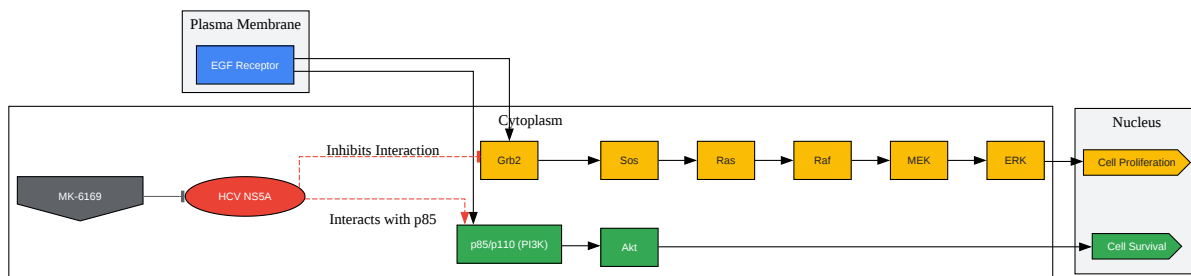 Plasma Membrane
EGF Receptor
Cytoplasm
Nucleus
Inhibits Interaction
Grb2
Sos
Ras
Raf
MEK
ERK
Cell Proliferation
MK-6169
HCV NS5A
Interacts with p85
p85/p110 (PI3K)
Akt
Cell Survival